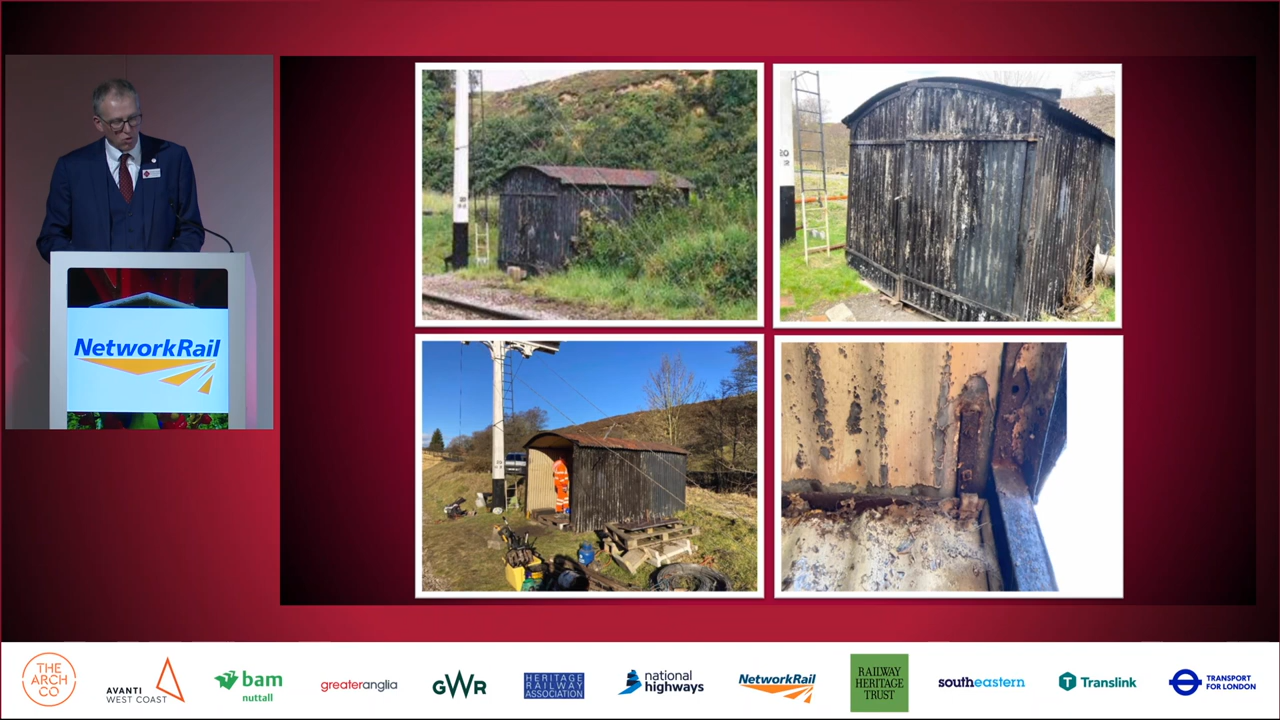 NetworkRail
THE
ARCH
CO
AVANTI
WEST COAST
bam
nuttall
greateranglia
GWR
HERITAGE
RAILWAY
ASSOCIATION
national
highways
NetworkRail
RAILWAY
HERITAGE
TRUST
southeastern
Translink
TRANSPORT
FOR LONDON